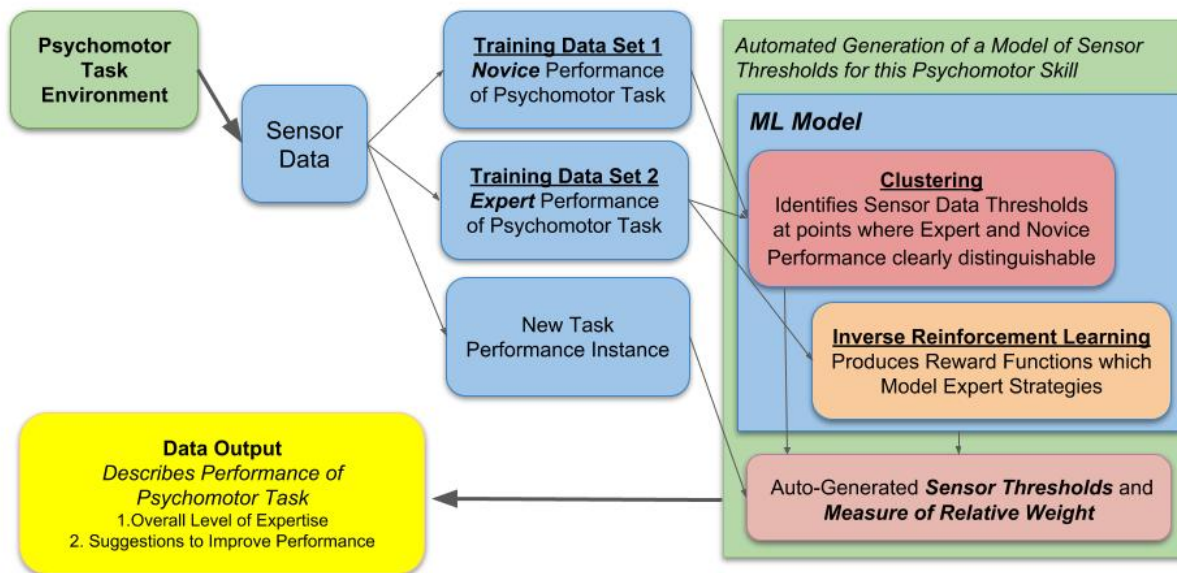 Psychomotor
Task
Environment
Sensor
Data
Training Data Set 1
Novice Performance
of Psychomotor Task
Training Data Set 2
Expert Performance
of Psychomotor Task
New Task
Performance Instance
Automated Generation of a Model of Sensor
Thresholds for this Psychomotor Skill
ML Model
Clustering
Identifies Sensor Data Thresholds
at points where Expert and Novice
Performance clearly distinguishable
Inverse Reinforcement Learning
Produces Reward Functions which
Model Expert Strategies
Auto-Generated Sensor Thresholds and
Measure of Relative Weight
Data Output
Describes Performance of
Psychomotor Task
1.Overall Level of Expertise
2. Suggestions to Improve Performance